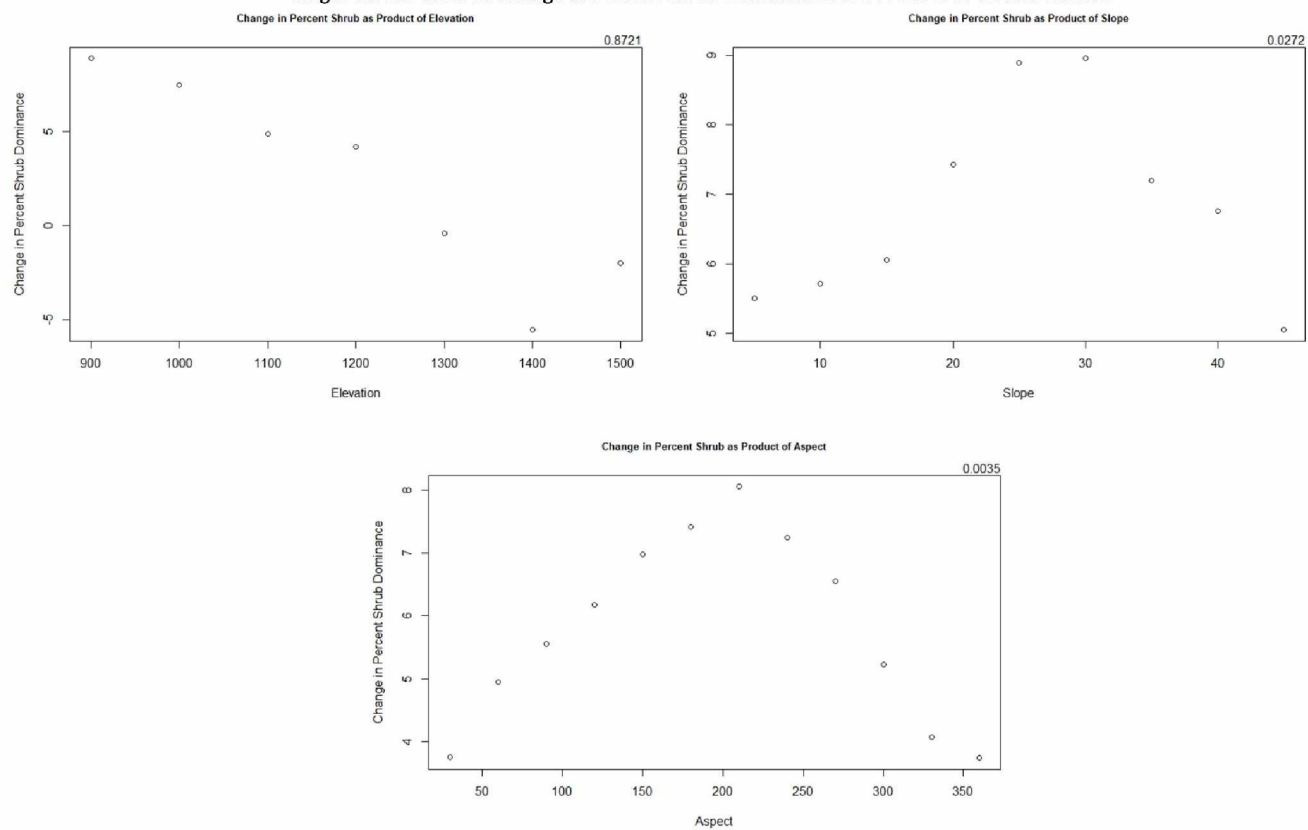 Change in Percent Shrub as Product of Elevation
0.8721
Change in Percent Shrub Dominance
5
0
-5
900 1000 1100 1200 1300 1400 1500
Elevation
Change in Percent Shrub as Product of Slope
0.0272
Change in Percent Shrub Dominance
9
8
7
6
5
10 20 30 40
Slope
Change in Percent Shrub as Product of Aspect
0.0035
Change in Percent Shrub Dominance
8
7
6
5
4
50 100 150 200 250 300 350
Aspect